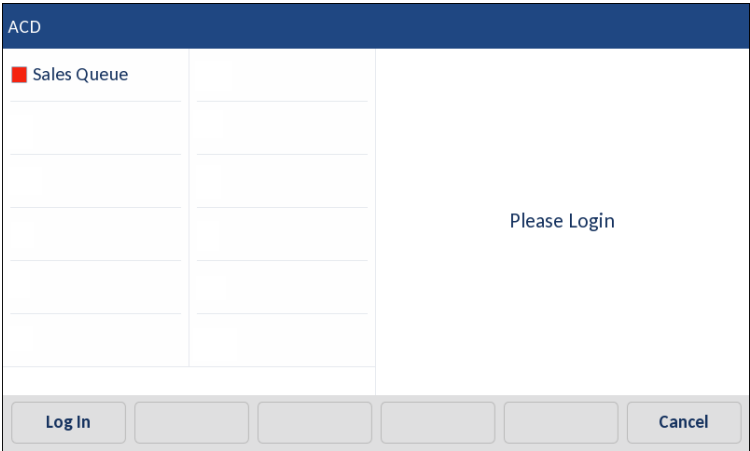 ACD
Sales Queue
Please Login
Log In
Cancel